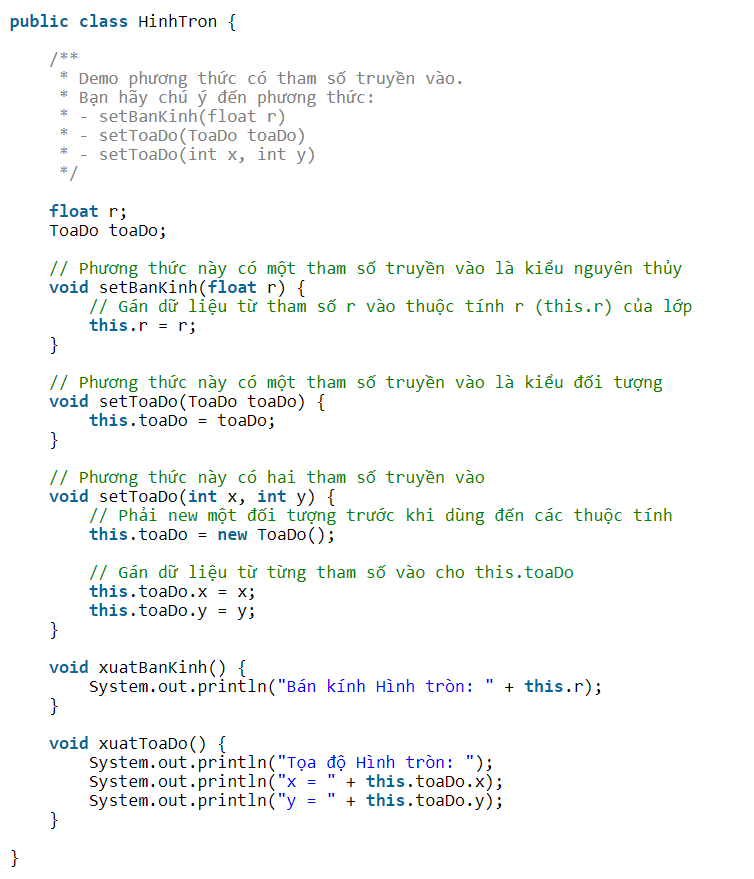 public class HinhTron {
/**
* Demo phương thức có tham số truyền vào.
* Bạn hãy chú ý đến phương thức:
* - setBanKinh(float r)
* - setToaDo(ToaDo toaDo)
* - setToaDo(int x, int y)
*/
float r;
ToaDo toaDo;
// Phương thức này có một tham số truyền vào là kiểu nguyên thủy
void setBanKinh(float r) {
// Gán dữ liệu từ tham số r vào thuộc tính r (this.r) của lớp
this.r = r;
}
// Phương thức này có một tham số truyền vào là kiểu đối tượng
void setToaDo(ToaDo toaDo) {
this.toaDo = toaDo;
}
// Phương thức này có hai tham số truyền vào
void setToaDo(int x, int y) {
// Phải new một đối tượng trước khi dùng đến các thuộc tính
this.toaDo = new ToaDo();
// Gán dữ liệu từ từng tham số vào cho this.toaDo
this.toaDo.x = x;
this.toaDo.y = y;
}
void xuatBanKinh() {
System.out.println("Bán kính Hình tròn: " + this.r);
}
void xuatToaDo() {
System.out.println("Tọa độ Hình tròn: ");
System.out.println("x = " + this.toaDo.x);
System.out.println("y = " + this.toaDo.y);
}
}